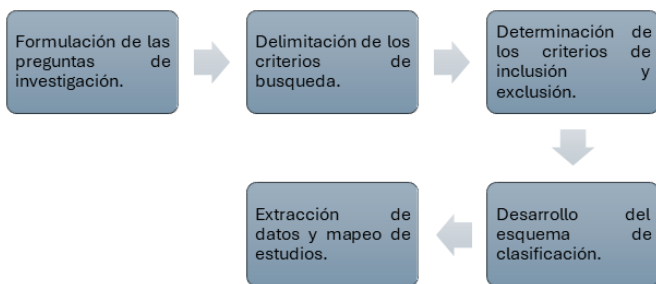 Formulación de las
preguntas de
investigación.
Delimitación de los
criterios de
busqueda.
Determinación de
los criterios de
inclusión y
exclusión.
Desarrollo del
esquema de
clasificación.
Extracción de
datos y mapeo de
estudios.